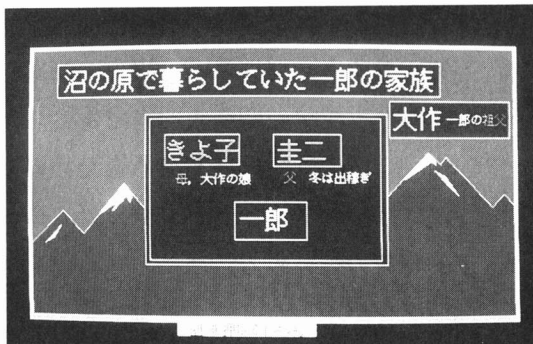 沼の原で暮らしていた一郎の家族
大作 一郎の祖父
きよ子 圭二
母，大作の娘 父 冬は出稼ぎ
一郎